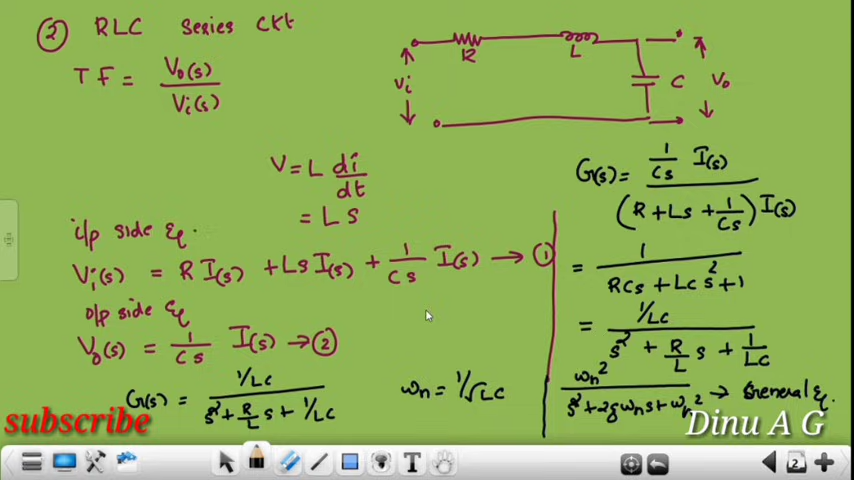 ② RLC Series Ckt
TF = V₀(s) / Vᵢ(s)
R L
Vᵢ C V₀
V = L di/dt
= L S
i/p side Eq.
Vᵢ(s) = R I(s) + Ls I(s) + 1/Cs I(s) → ①
o/p side Eq
V₀(s) = 1/Cs I(s) → ②
G(s) = (1/LC) / (s² + R/L s + 1/LC)
ωn = 1/√LC
G(s) = (1/Cs I(s)) / ((R + Ls + 1/Cs) I(s))
= 1 / (RCs + LCs² + 1)
= (1/LC) / (s² + R/L s + 1/LC)
ωn² / (s² + 2ξωns + ωn²) → General Eq.
subscribe
Dinu A G
2